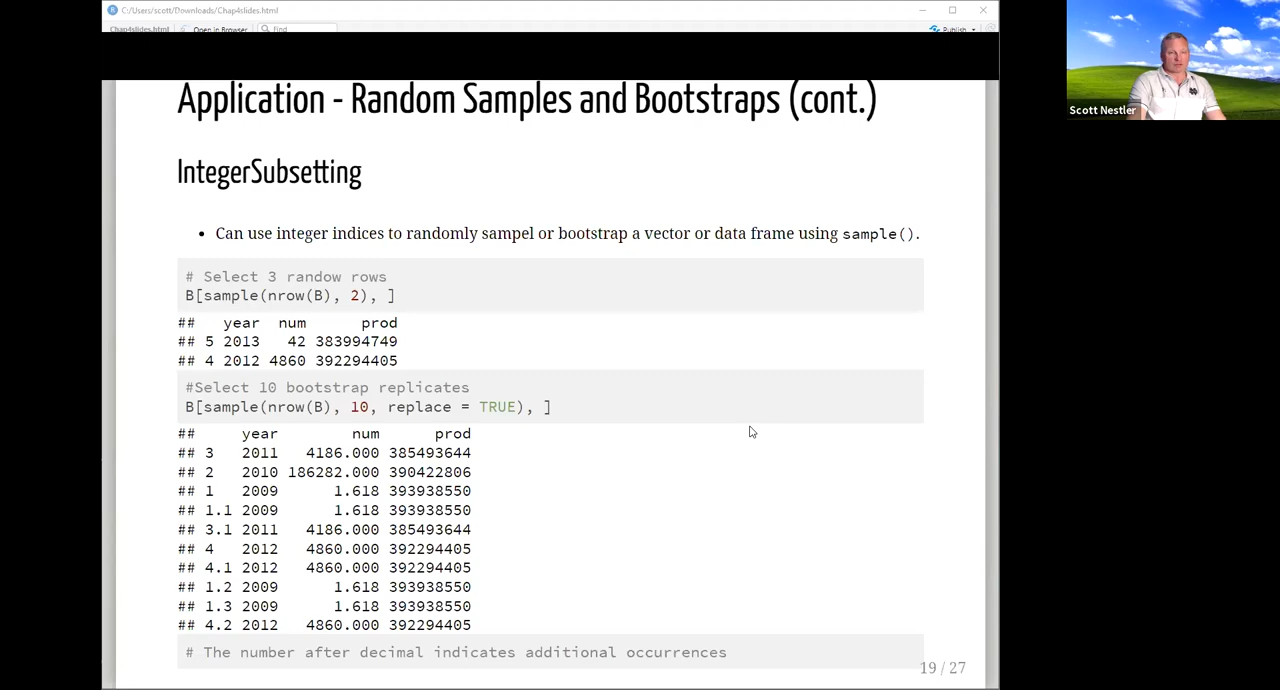 C:/Users/scott/Downloads/Chap4slides.html
Chap4slides.html Open in Browser Find Publish
Application - Random Samples and Bootstraps (cont.)
Scott Nestler
IntegerSubsetting
• Can use integer indices to randomly sampel or bootstrap a vector or data frame using sample().
# Select 3 randow rows
B[sample(nrow(B), 2), ]
## year num prod
## 5 2013 42 383994749
## 4 2012 4860 392294405
#Select 10 bootstrap replicates
B[sample(nrow(B), 10, replace = TRUE), ]
## year num prod
## 3 2011 4186.000 385493644
## 2 2010 186282.000 390422806
## 1 2009 1.618 393938550
## 1.1 2009 1.618 393938550
## 3.1 2011 4186.000 385493644
## 4 2012 4860.000 392294405
## 4.1 2012 4860.000 392294405
## 1.2 2009 1.618 393938550
## 1.3 2009 1.618 393938550
## 4.2 2012 4860.000 392294405
# The number after decimal indicates additional occurrences
19 / 27